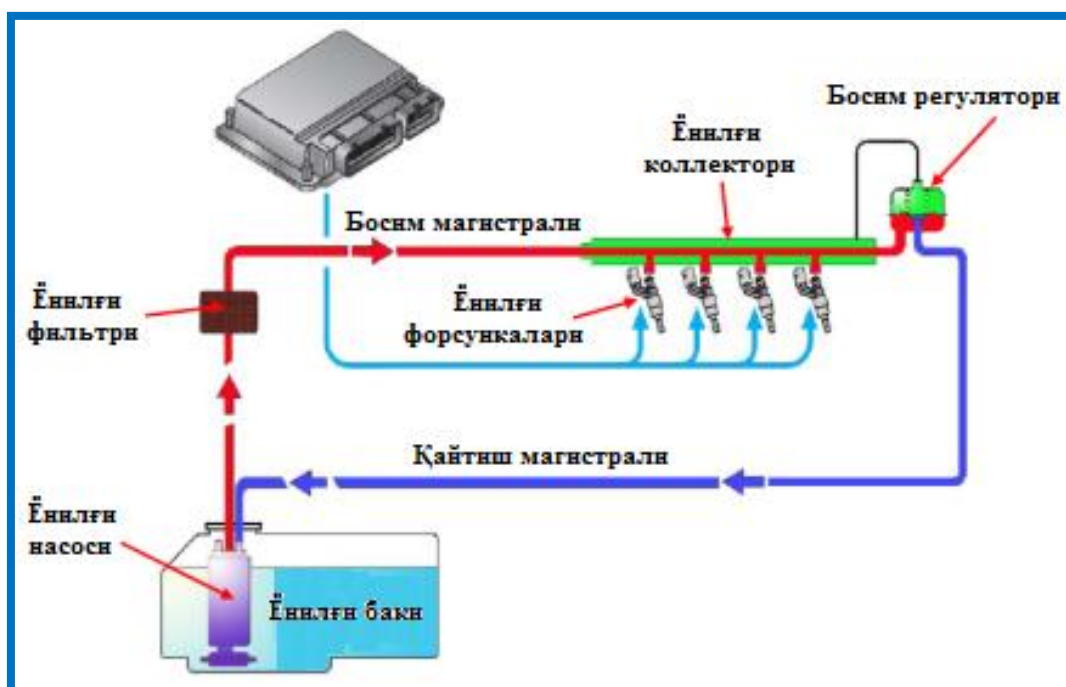 Босим регулятори
Ёнилғи
коллектори
Босим магистрали
Ёнилғи
фильтри
Ёнилғи
форсункалари
Қайтиш магистрали
Ёнилғи
насоси
Ёнилғи баки